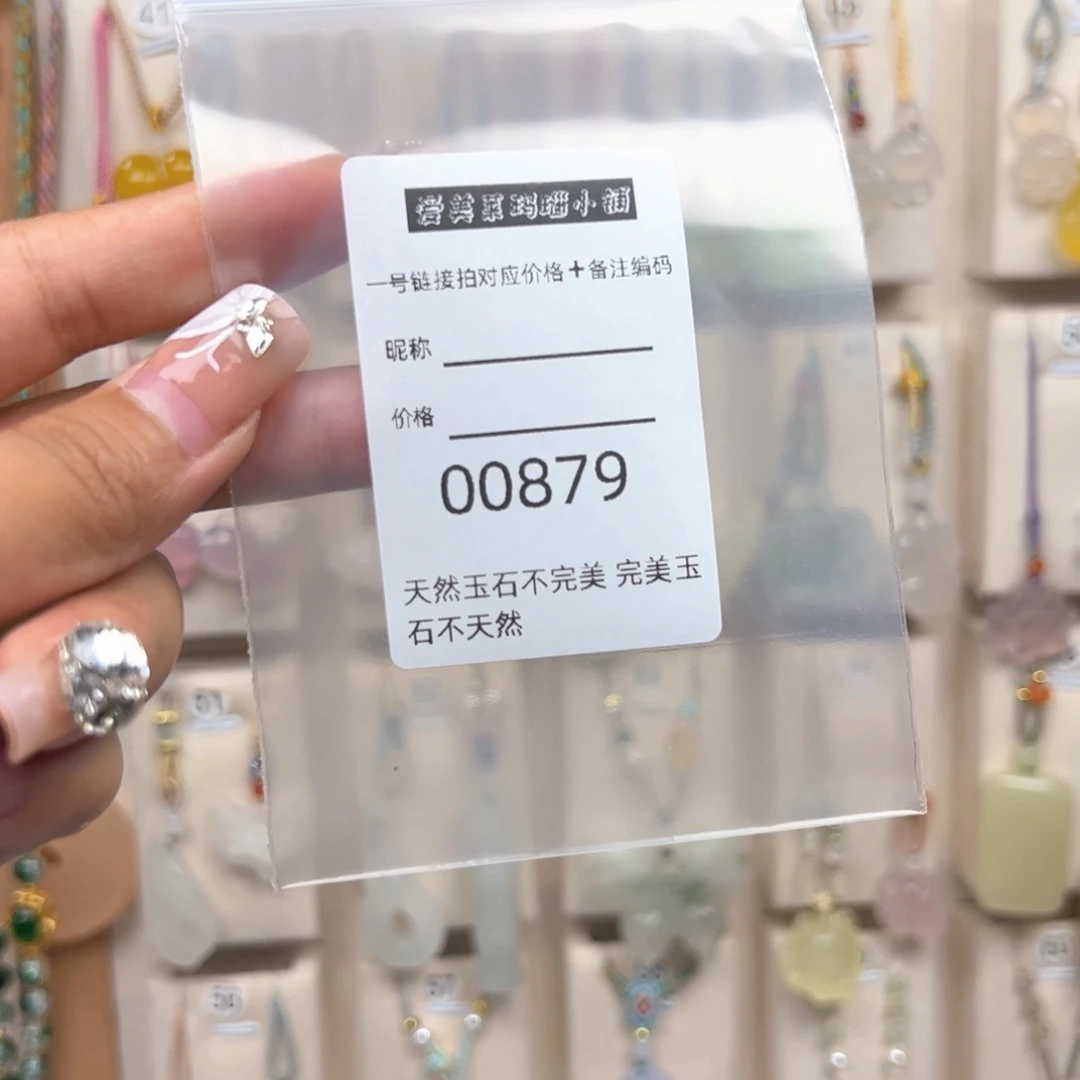 爱美莱玛瑙小铺
一号链接拍对应价格+备注编码
昵称
价格
00879
天然玉石不完美 完美玉
石不天然